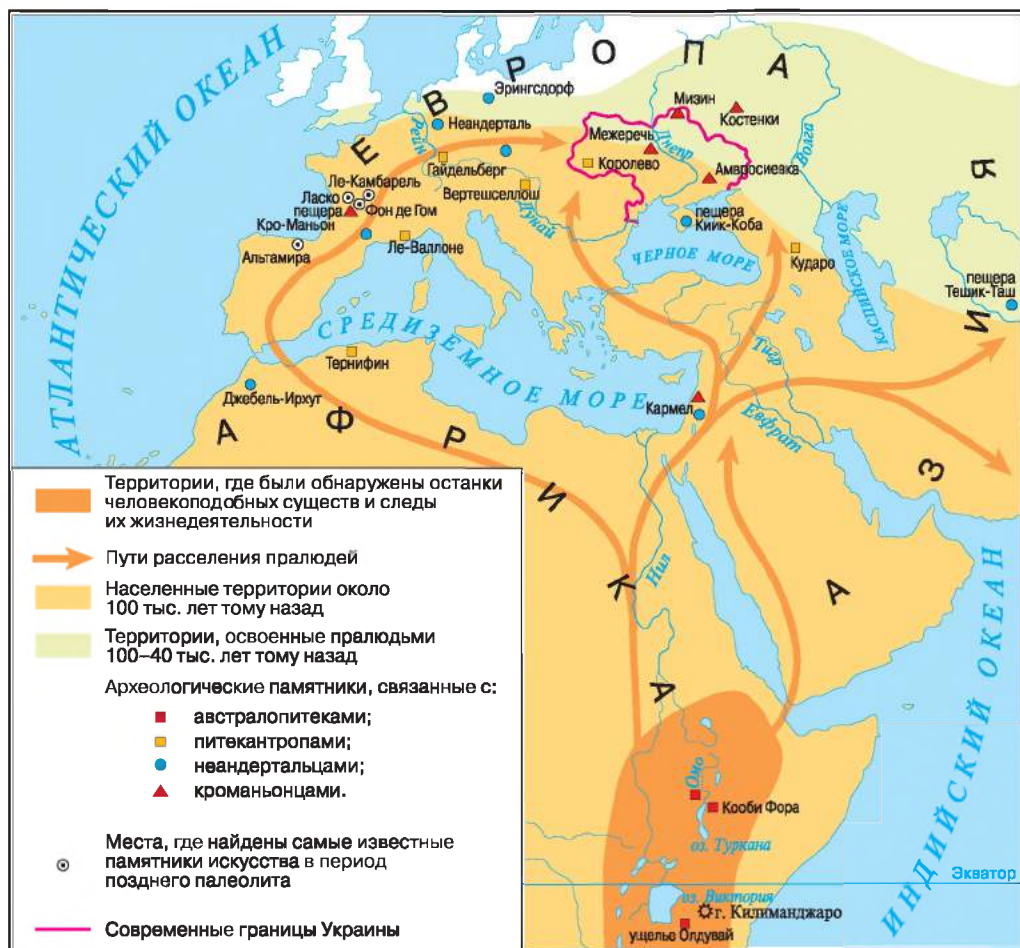 АТЛАНТИЧЕСКИЙ ОКЕАН
ЕВРОПА
Эрингсдорф
Неандерталь
Рейн
Гайдельберг
Вертешселлош
Дунай
Мизин
Костенки
Межеречь
Днепр
Королево
Амвросиевка
Волга
Ле-Камбарель
Ласко
пещера
Фон де Гом
Кро-Маньон
Альтамира
Ле-Валлоне
пещера
Киик-Коба
ЧЕРНОЕ МОРЕ
Кударо
КАСПИЙСКОЕ МОРЕ
пещера
Тешик-Таш
СРЕДИЗЕМНОЕ МОРЕ
Тернифин
Джебель-Ирхут
Кармел
Тигр
Евфрат
АФРИКА
АЗИЯ
Нил
ИНДИЙСКИЙ ОКЕАН
Омо
Кооби Фора
оз. Туркана
Экватор
оз. Виктория
г. Килиманджаро
ущелье Олдувай
Территории, где были обнаружены останки
человекоподобных существ и следы
их жизнедеятельности
Пути расселения пралюдей
Населенные территории около
100 тыс. лет тому назад
Территории, освоенные пралюдьми
100–40 тыс. лет тому назад
Археологические памятники, связанные с:
австралопитеками;
питекантропами;
неандертальцами;
кроманьонцами.
Места, где найдены самые известные
памятники искусства в период
позднего палеолита
Современные границы Украины